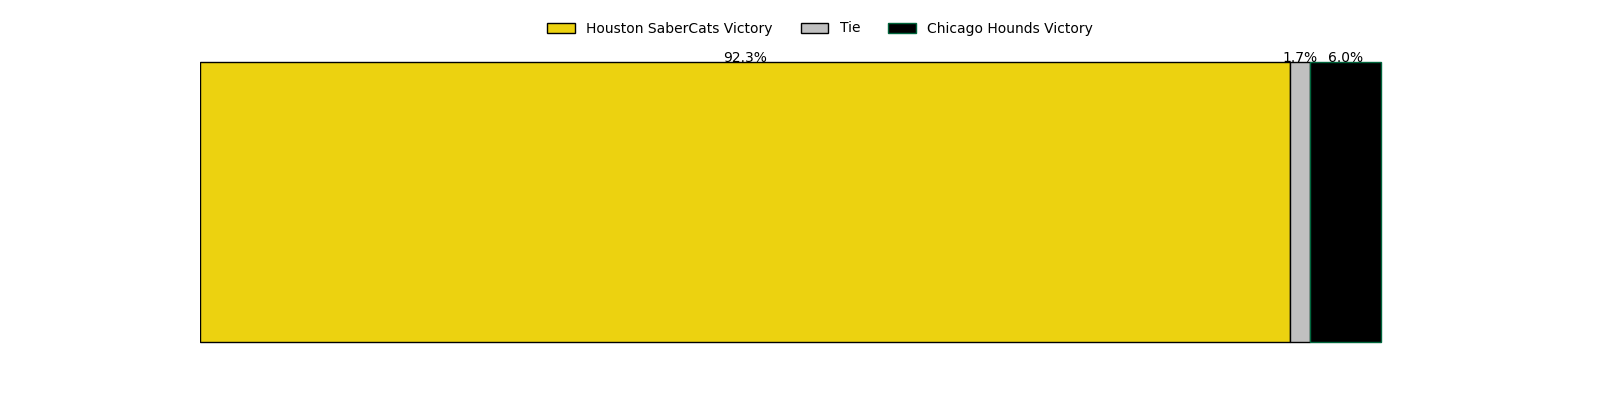 Houston SaberCats Victory Tie Chicago Hounds Victory
92.3% 1.7% 6.0%